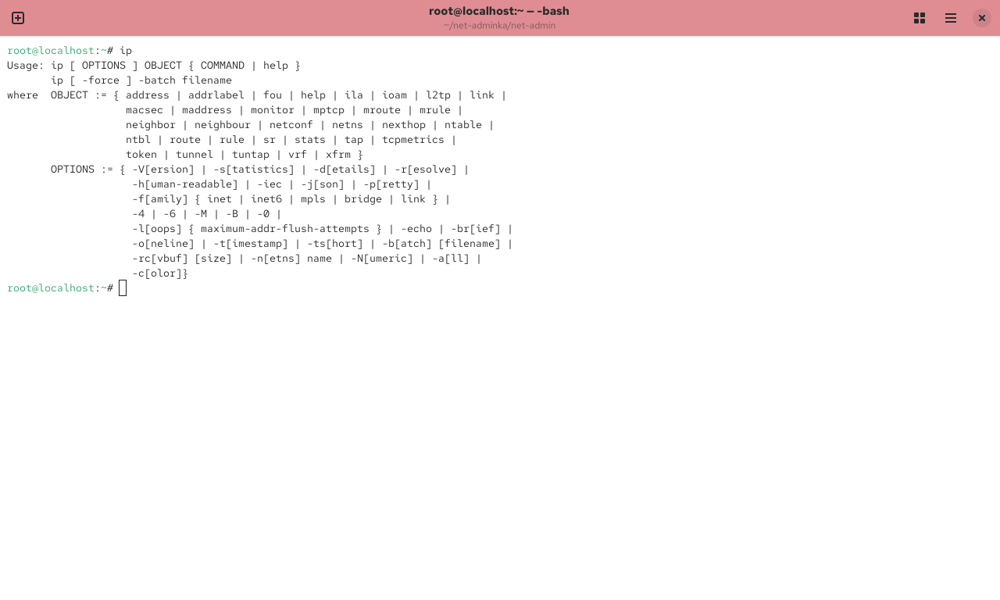 root@localhost:~ — -bash
~/net-adminka/net-admin
root@localhost:~# ip
Usage: ip [ OPTIONS ] OBJECT { COMMAND | help }
       ip [ -force ] -batch filename
where  OBJECT := { address | addrlabel | fou | help | ila | ioam | l2tp | link |
                   macsec | maddress | monitor | mptcp | mroute | mrule |
                   neighbor | neighbour | netconf | netns | nexthop | ntable |
                   ntbl | route | rule | sr | stats | tap | tcpmetrics |
                   token | tunnel | tuntap | vrf | xfrm }
       OPTIONS := { -V[ersion] | -s[tatistics] | -d[etails] | -r[esolve] |
                    -h[uman-readable] | -iec | -j[son] | -p[retty] |
                    -f[amily] { inet | inet6 | mpls | bridge | link } |
                    -4 | -6 | -M | -B | -0 |
                    -l[oops] { maximum-addr-flush-attempts } | -echo | -br[ief] |
                    -o[neline] | -t[imestamp] | -ts[hort] | -b[atch] [filename] |
                    -rc[vbuf] [size] | -n[etns] name | -N[umeric] | -a[ll] |
                    -c[olor]}
root@localhost:~#